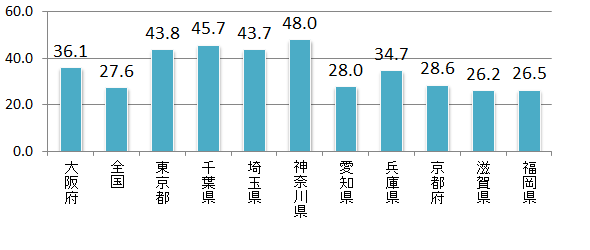 60.0
40.0
20.0
0.0
36.1
27.6
43.8
45.7
43.7
48.0
28.0
34.7
28.6
26.2
26.5
大阪府
全国
東京都
千葉県
埼玉県
神奈川県
愛知県
兵庫県
京都府
滋賀県
福岡県